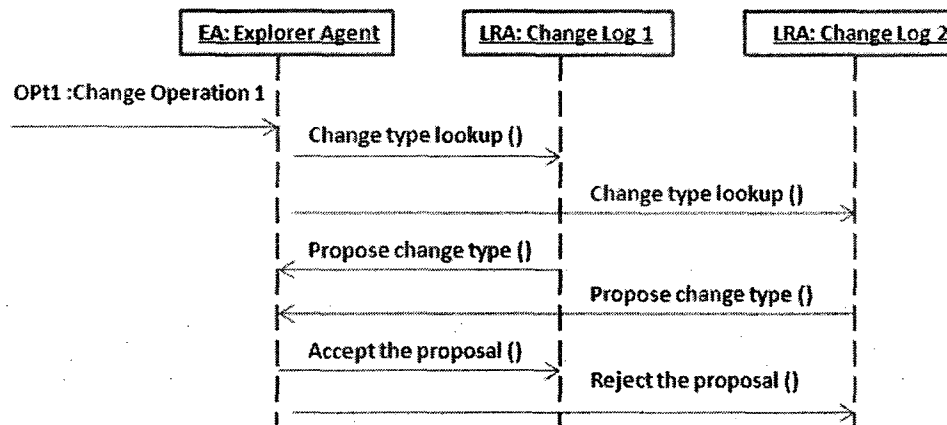 EA: Explorer Agent
LRA: Change Log 1
LRA: Change Log 2
OPt1 :Change Operation 1
Change type lookup ()
Change type lookup ()
Propose change type ()
Propose change type ()
Accept the proposal ()
Reject the proposal ()